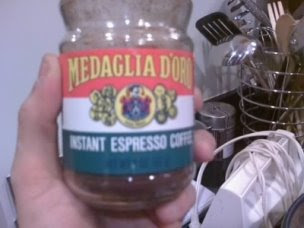 MEDAGLIA D'ORO
INSTANT ESPRESSO COFFEE